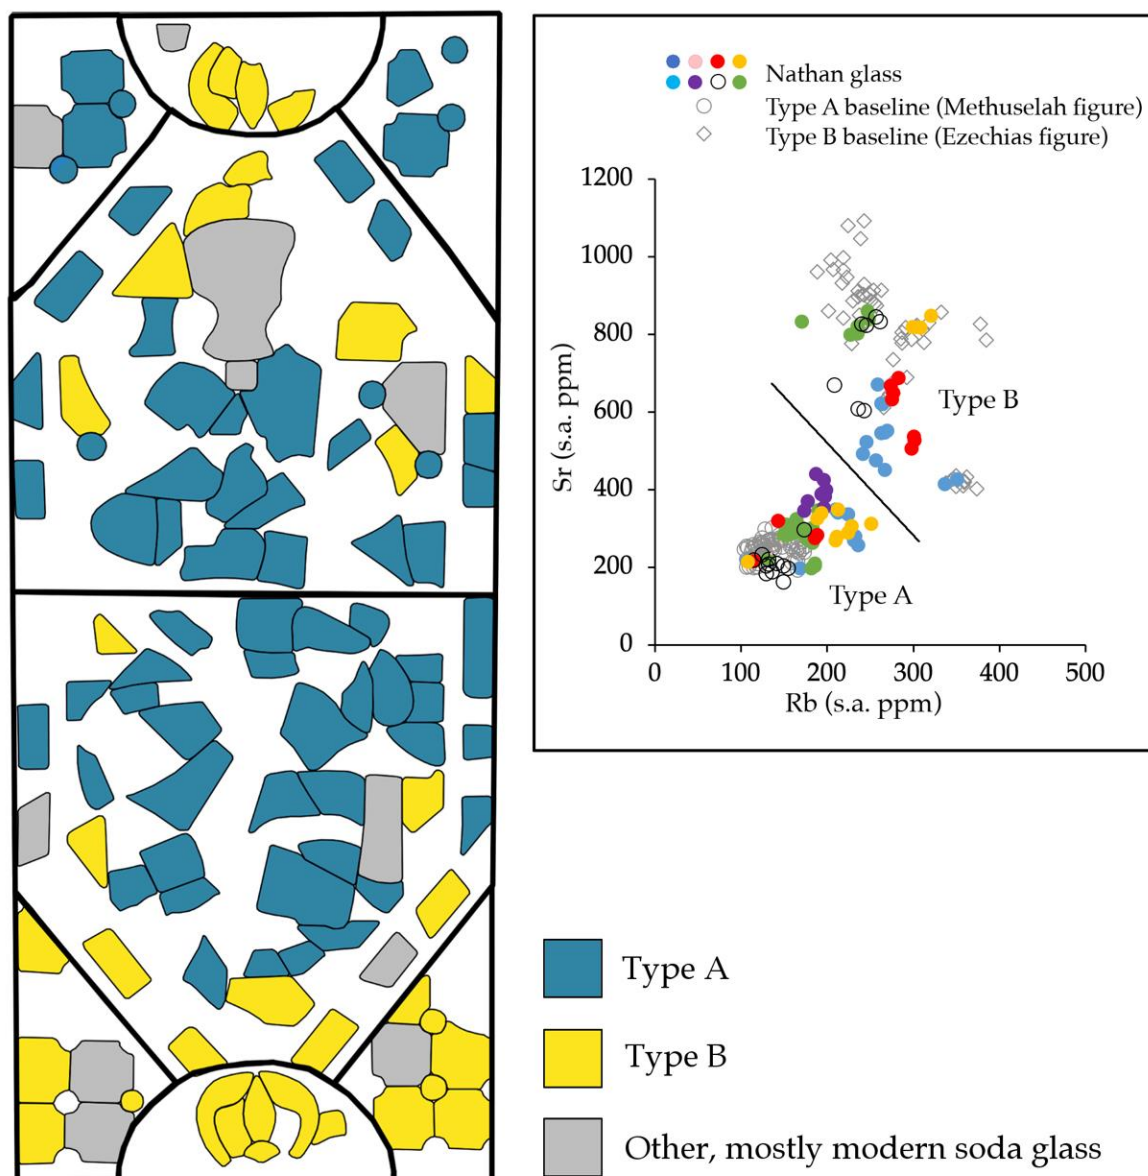 Nathan glass
Type A baseline (Methuselah figure)
Type B baseline (Ezechias figure)
1200
1000
800
600
400
200
0
Sr (s.a. ppm)
Type B
Type A
0 100 200 300 400 500
Rb (s.a. ppm)
Type A
Type B
Other, mostly modern soda glass